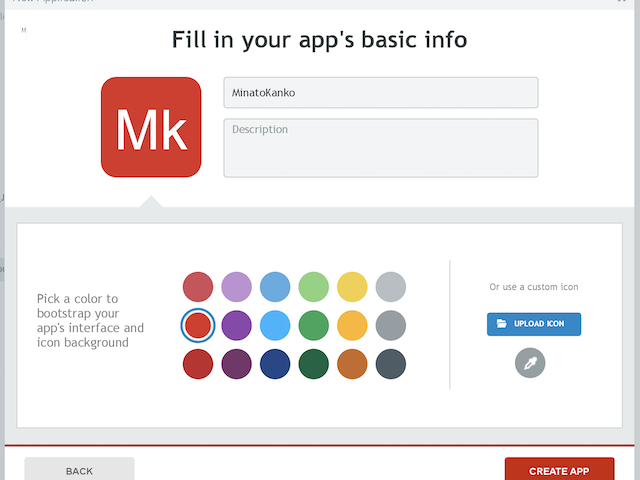 New Application
M
Fill in your app's basic info
Mk
MinatoKanko
Description
Pick a color to
bootstrap your
app's interface and
icon background
Or use a custom icon
UPLOAD ICON
BACK
CREATE APP